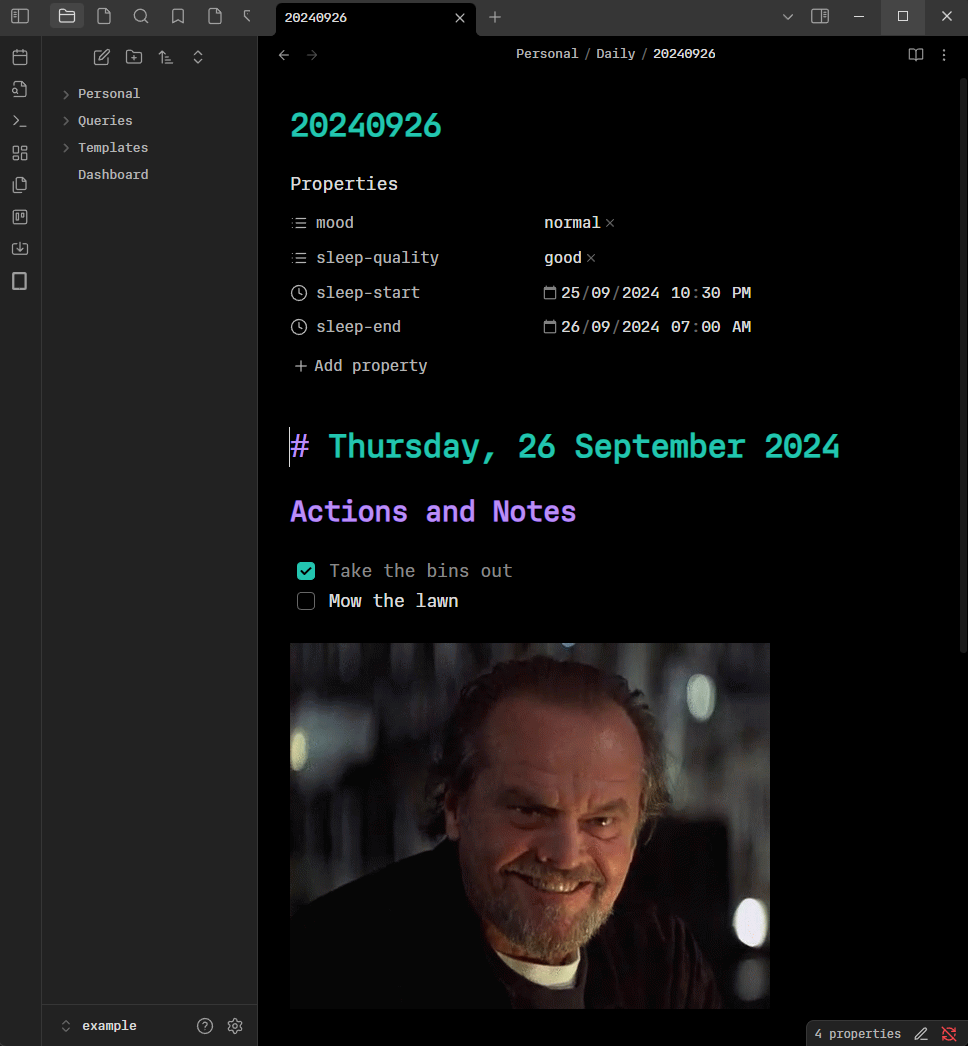 20240926
Personal / Daily / 20240926
Personal
Queries
Templates
Dashboard
20240926
Properties
mood normal
sleep-quality good
sleep-start 25/09/2024 10:30 PM
sleep-end 26/09/2024 07:00 AM
Add property
# Thursday, 26 September 2024
Actions and Notes
Take the bins out
Mow the lawn
example
4 properties